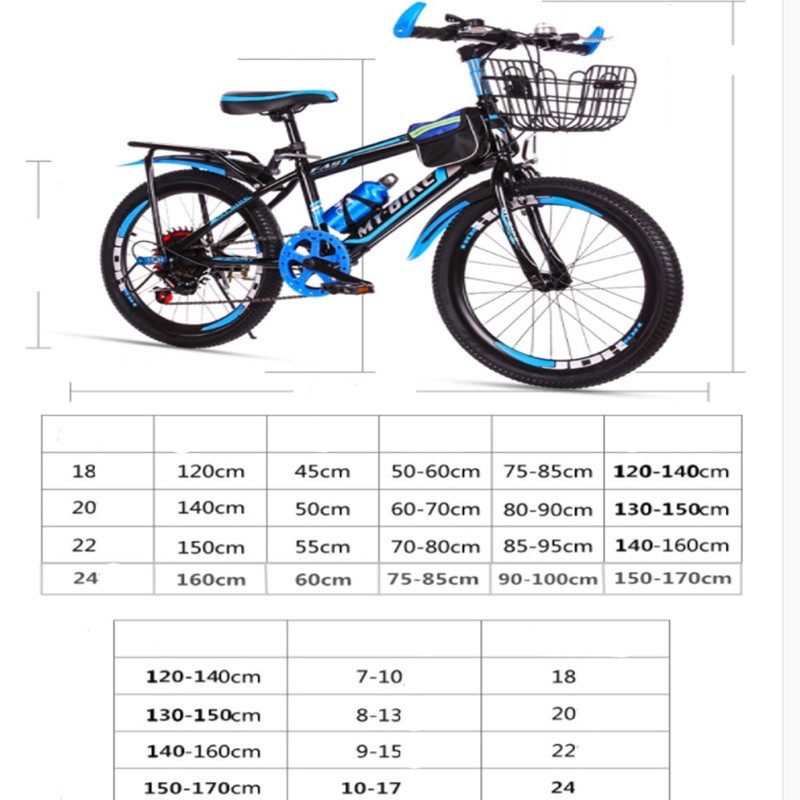 FAST
MY-BIKE
18 120cm 45cm 50-60cm 75-85cm 120-140cm
20 140cm 50cm 60-70cm 80-90cm 130-150cm
22 150cm 55cm 70-80cm 85-95cm 140-160cm
24 160cm 60cm 75-85cm 90-100cm 150-170cm
120-140cm 7-10 18
130-150cm 8-13 20
140-160cm 9-15 22
150-170cm 10-17 24